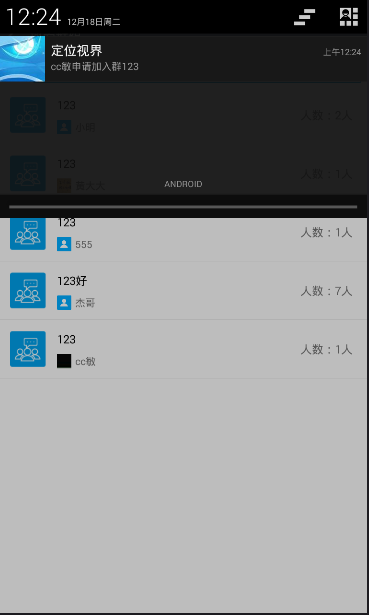 12:24 12月18日周二
定位视界 上午12:24
cc敏申请加入群123
123
人数：2人
小稀
123
人数：1人
ANDROID
123
人数：1人
555
123好
人数：7人
杰哥
123
人数：1人
cc敏